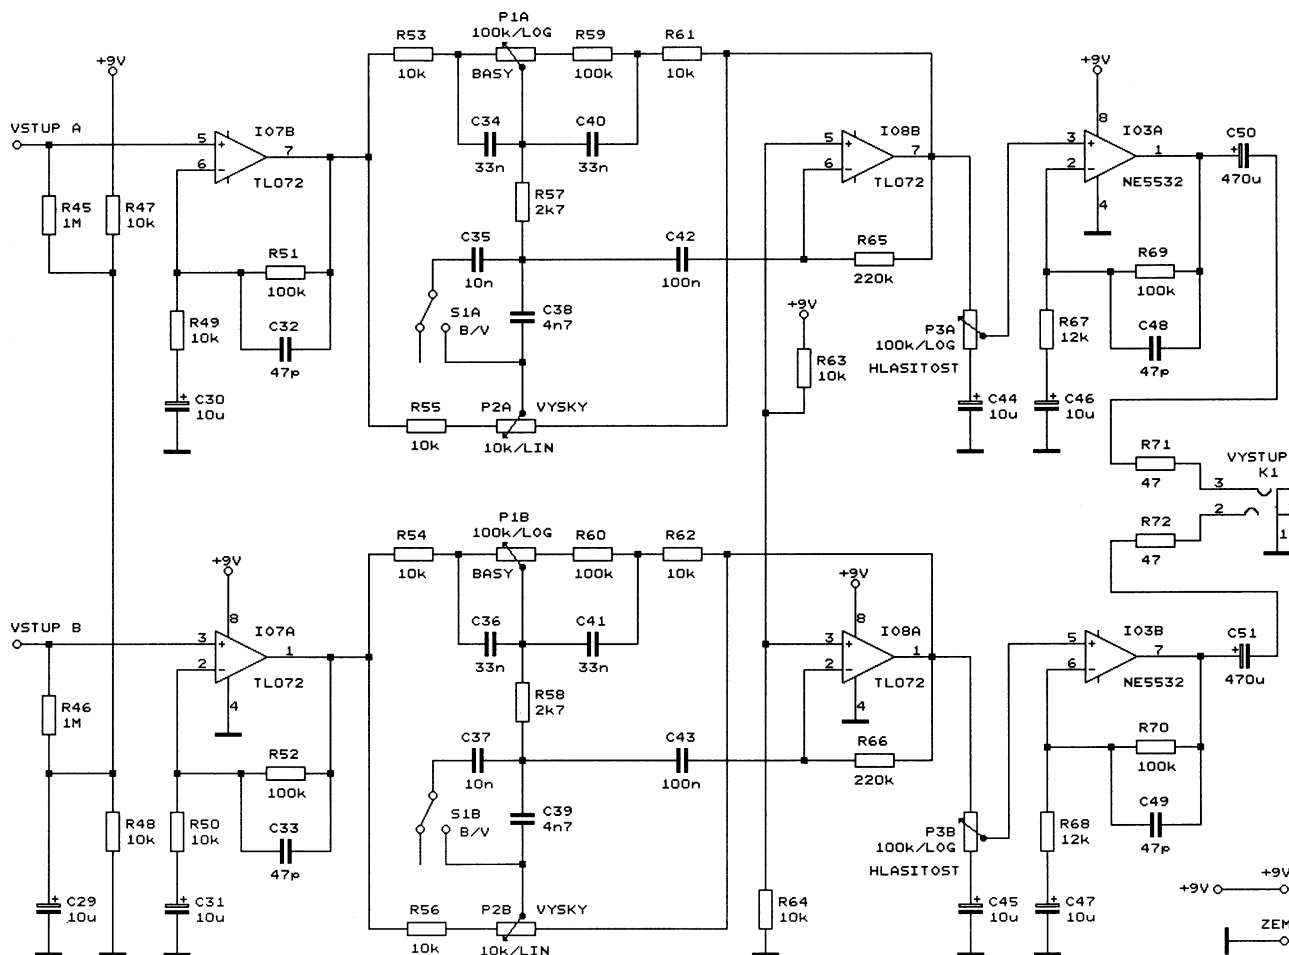 P1A
100k/LOG
R53
10k
BASY
R59
100k
R61
10k
+9V
+9V
VSTUP A
5
6
7
I07B
TL072
C34
33n
C40
33n
5
6
7
I08B
TL072
8
3
2
1
4
I03A
NE5532
C50
+
470u
R45
1M
R47
10k
R57
2k7
C35
10n
C42
100n
R65
220k
R51
100k
R69
100k
R49
10k
C32
47p
S1A
B/V
C38
4n7
+9V
R63
10k
P3A
100k/LOG
HLASITOST
R67
12k
C48
47p
+
C30
10u
R55
10k
P2A
VYSKY
10k/LIN
+
C44
10u
+
C46
10u
R71
47
VYSTUP
K1
3
2
1
R72
47
P1B
100k/LOG
R54
10k
BASY
R60
100k
R62
10k
+9V
+9V
VSTUP B
8
3
2
1
4
I07A
TL072
C36
33n
C41
33n
8
3
2
1
4
I08A
TL072
5
6
7
I03B
NE5532
C51
+
470u
R46
1M
R58
2k7
C37
10n
C43
100n
R66
220k
R52
100k
R70
100k
R48
10k
R50
10k
C33
47p
S1B
B/V
C39
4n7
P3B
100k/LOG
HLASITOST
R68
12k
C49
47p
+
C29
10u
+
C31
10u
R56
10k
P2B
VYSKY
10k/LIN
R64
10k
+
C45
10u
+
C47
10u
+9V
+9V
ZEM